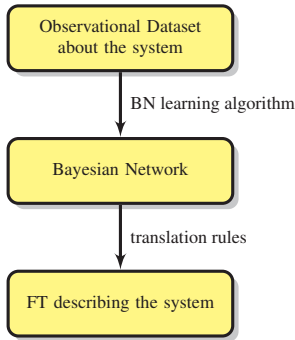 Observational Dataset
about the system
BN learning algorithm
Bayesian Network
translation rules
FT describing the system